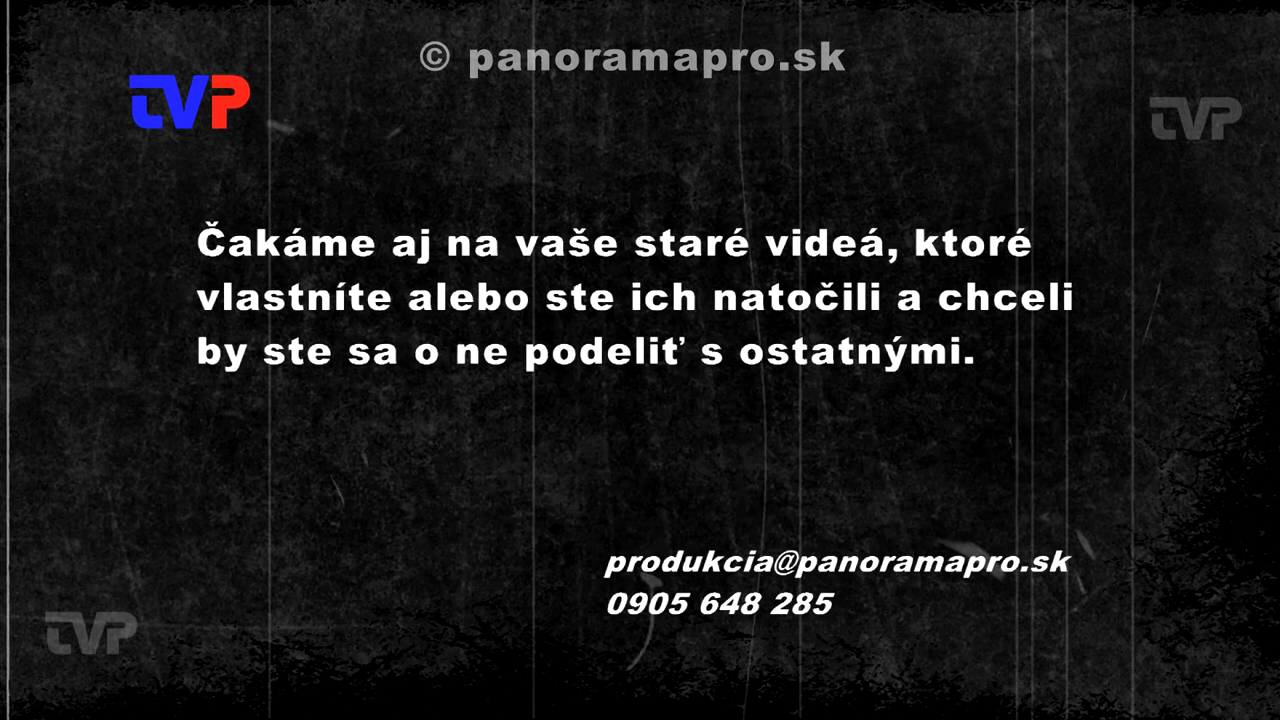 © panoramapro.sk
TVP
TVP
Čakáme aj na vaše staré videá, ktoré
vlastníte alebo ste ich natočili a chceli
by ste sa o ne podeliť s ostatnými.
produkcia@panoramapro.sk
0905 648 285
TVP